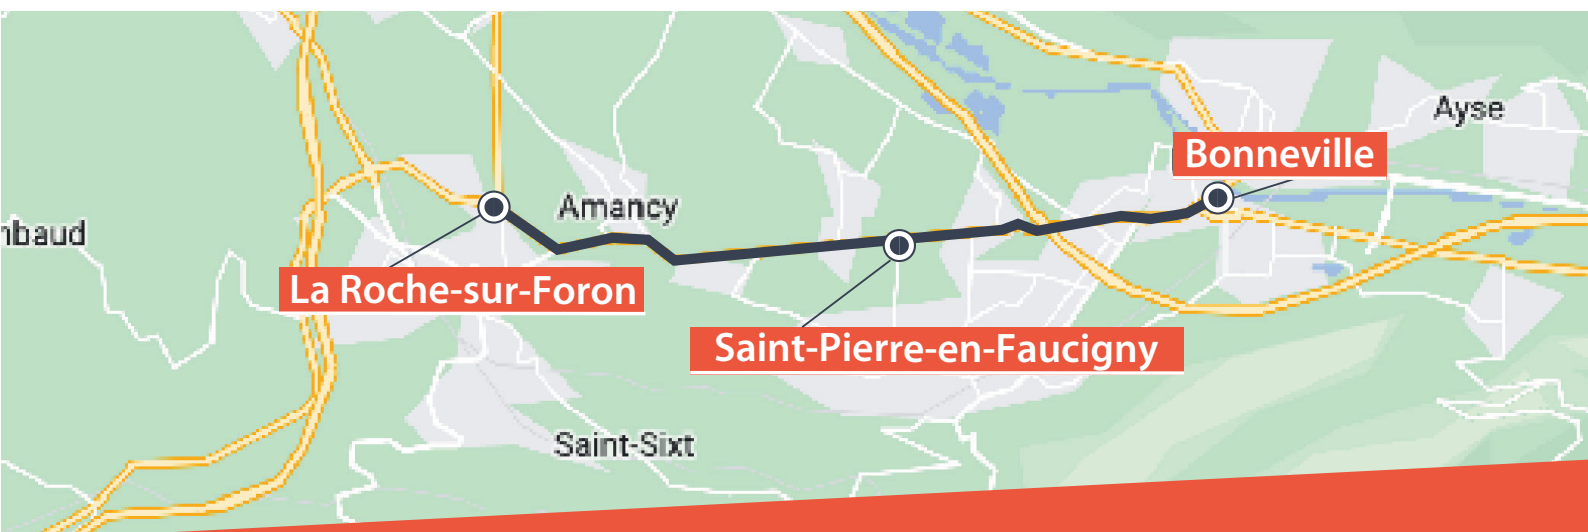 Ayse
Bonneville
Amancy
La Roche-sur-Foron
Saint-Pierre-en-Faucigny
Saint-Sixt